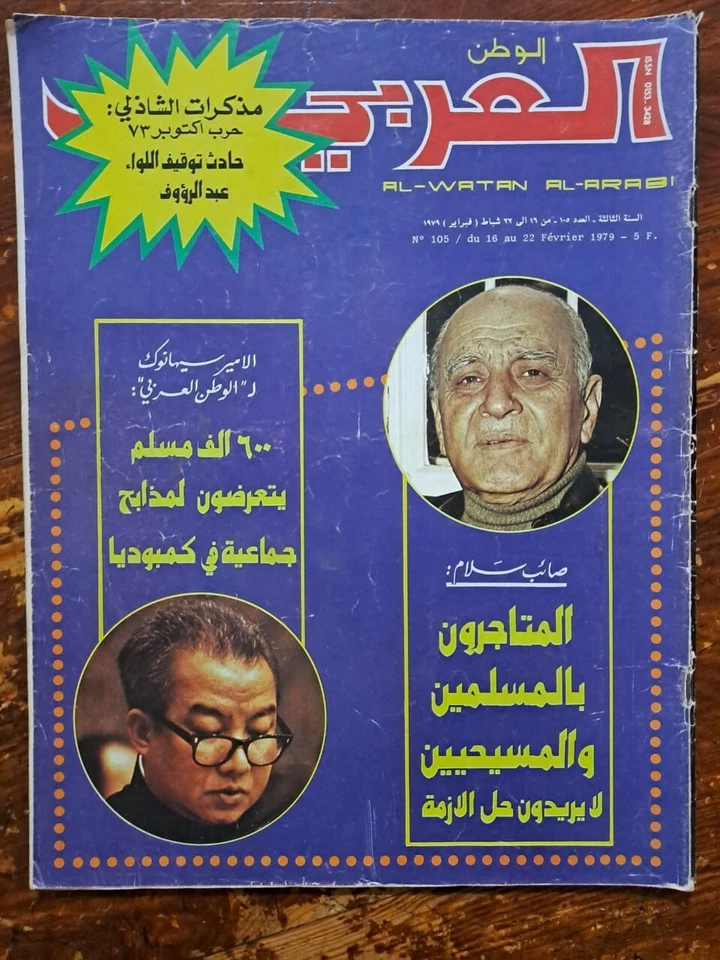 الوطن
العربي
ISSN 0153_3428
AL-WATAN AL-ARABI
مذكرات الشاذلي:
حرب اكتوبر ٧٣
حادث توقيف اللواء
عبد الرؤوف
السنة الثالثة - العدد ١٠٥ - من ١٦ الى ٢٢ شباط ( فبراير ) ١٩٧٩
N° 105 / du 16 au 22 Février 1979 – 5 F.
الامير سيهانوك
لـ "الوطن العربي":
٦٠٠ الف مسلم
يتعرضون لمذابح
جماعية في كمبوديا
صائب سلام:
المتاجرون
بالمسلمين
والمسيحيين
لا يريدون حل الازمة